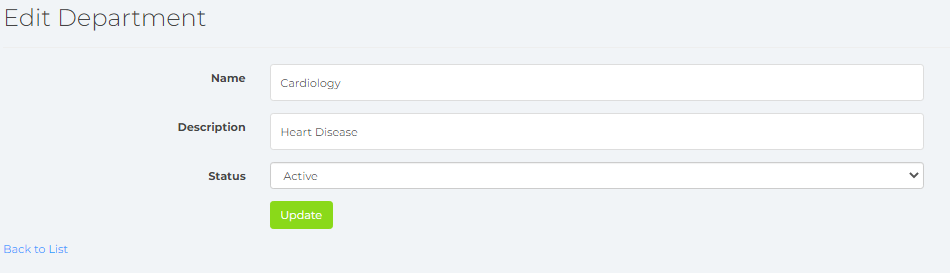 Edit Department
Name
Cardiology
Description
Heart Disease
Status
Active
Update
Back to List